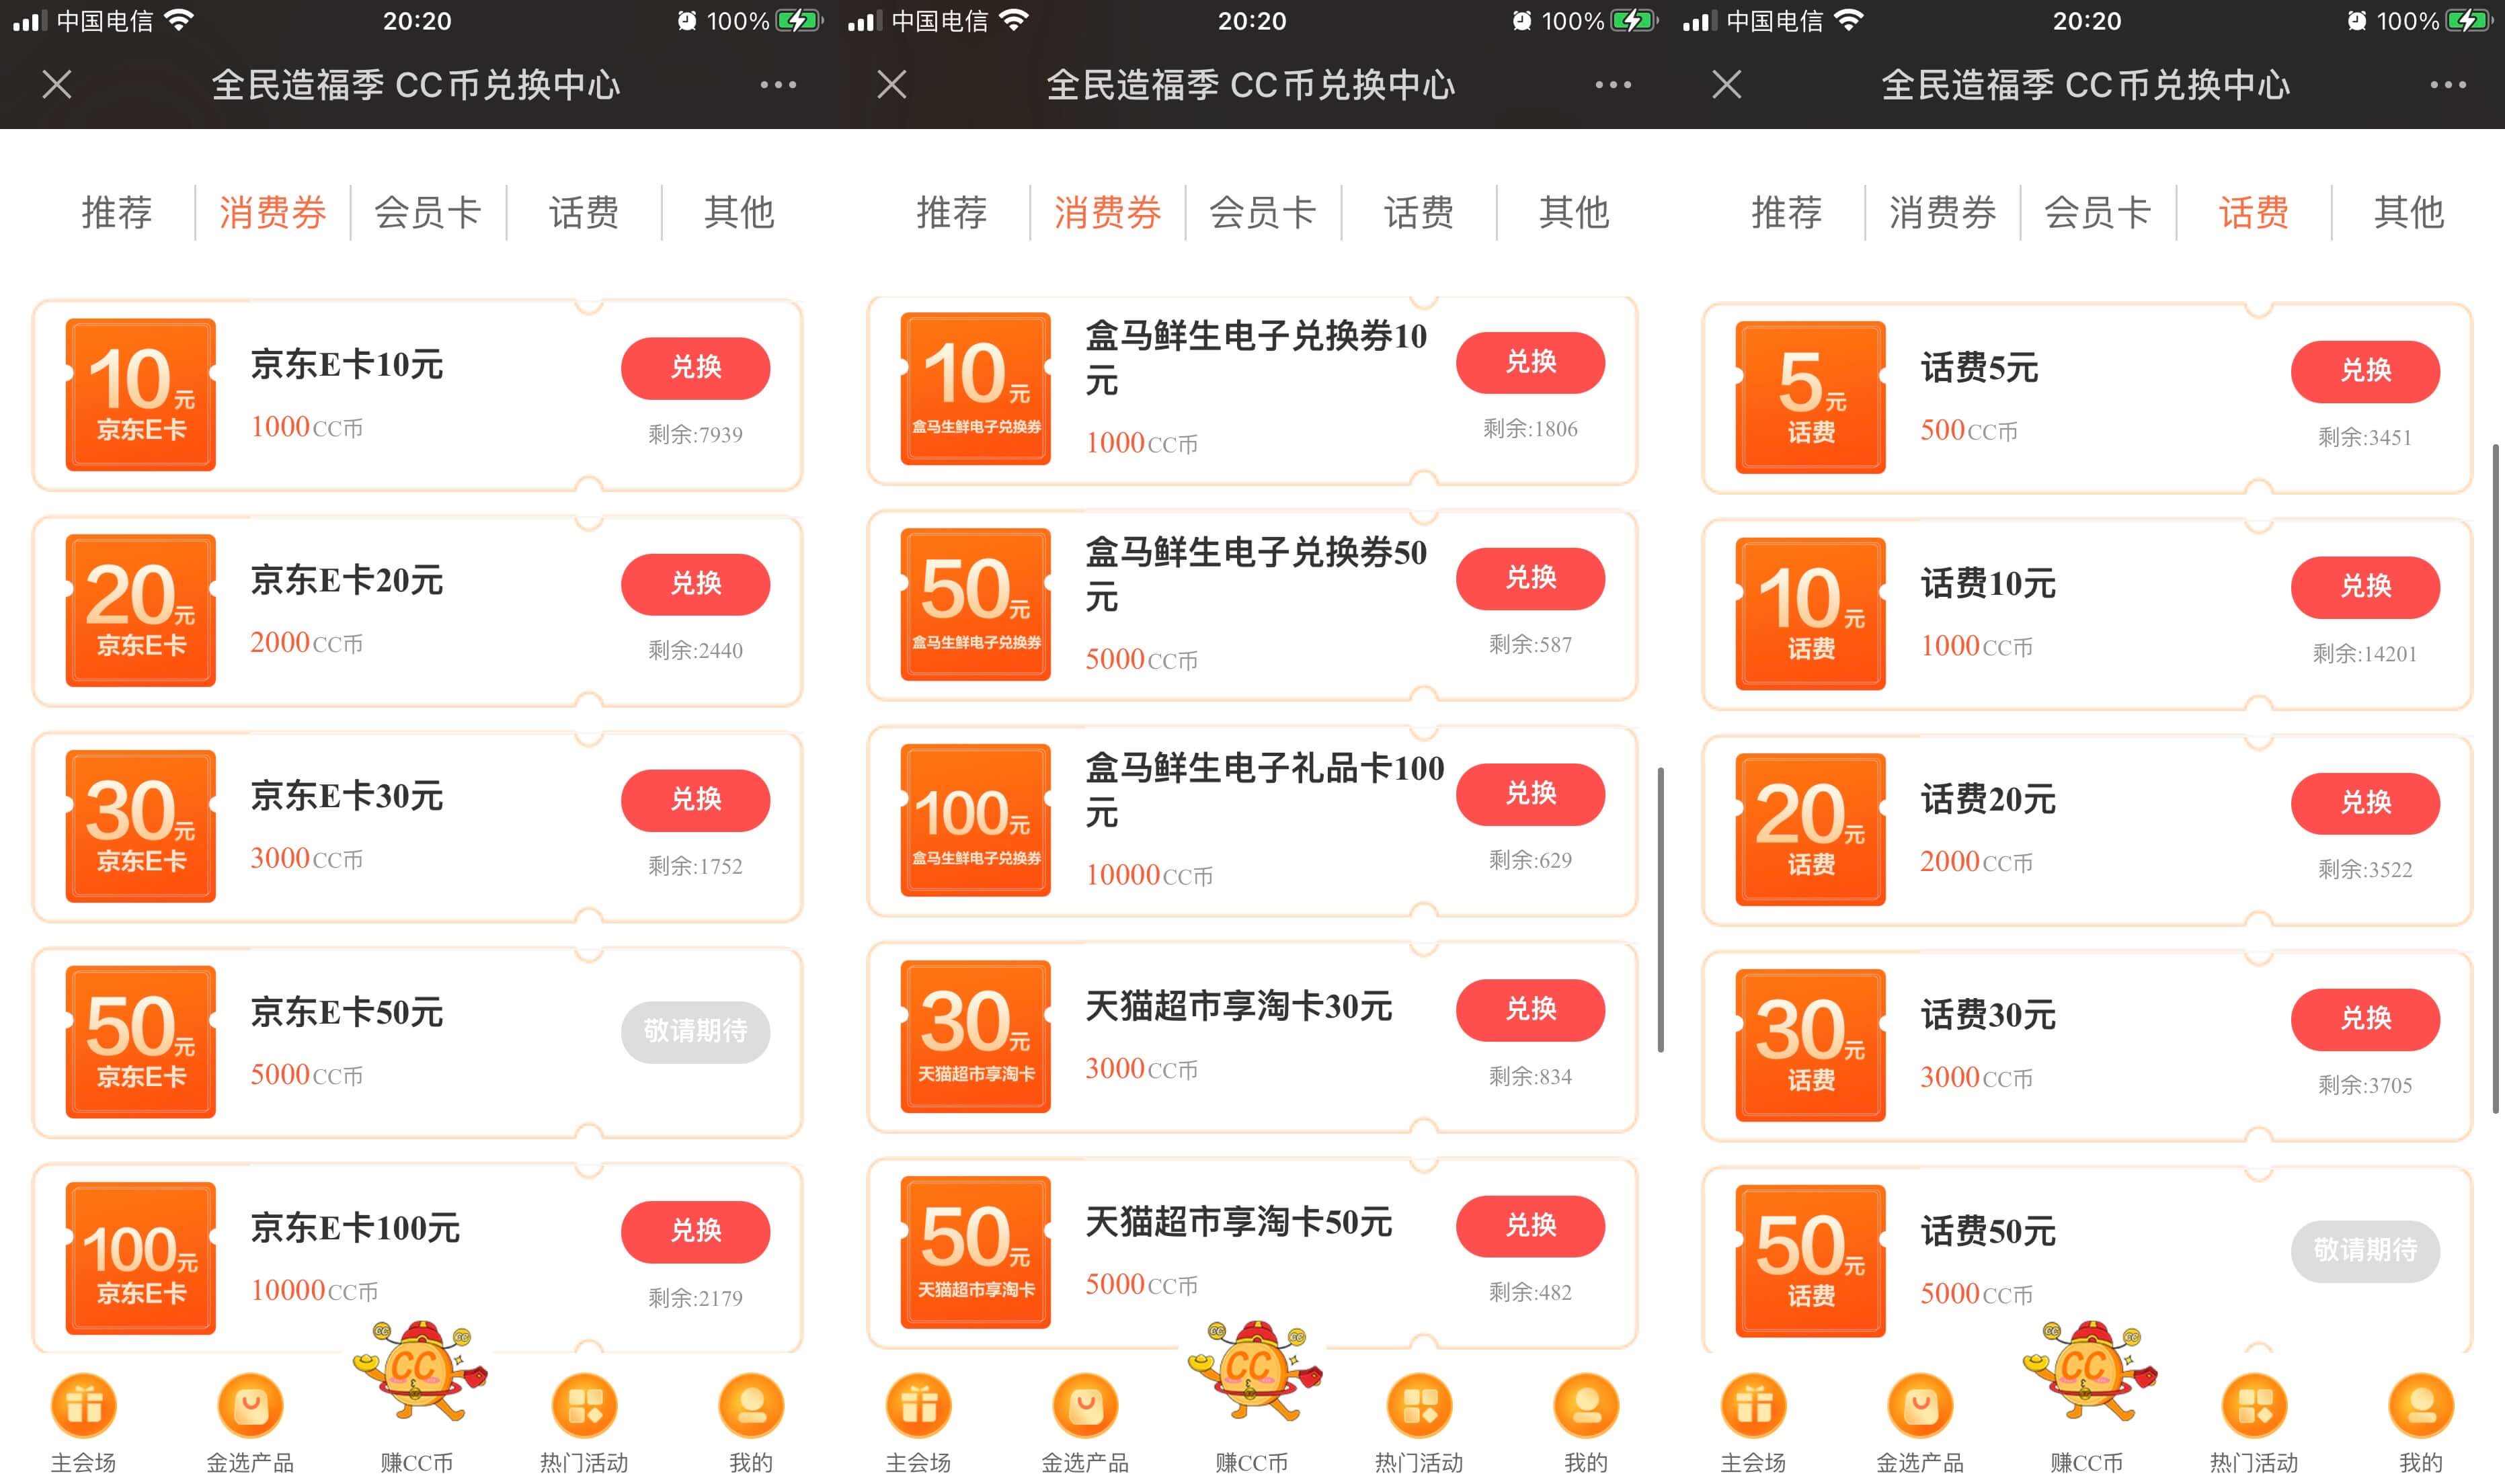 中国电信 20:20 100%
全民造福季 CC币兑换中心
推荐 消费券 会员卡 话费 其他
10元
京东E卡
京东E卡10元
1000CC币
兑换
剩余:7939
20元
京东E卡
京东E卡20元
2000CC币
兑换
剩余:2440
30元
京东E卡
京东E卡30元
3000CC币
兑换
剩余:1752
50元
京东E卡
京东E卡50元
5000CC币
敬请期待
100元
京东E卡
京东E卡100元
10000CC币
兑换
剩余:2179
CC CC
CC
主会场 金选产品 赚CC币 热门活动 我的
中国电信 20:20 100%
全民造福季 CC币兑换中心
推荐 消费券 会员卡 话费 其他
10元
盒马生鲜电子兑换券
盒马鲜生电子兑换券10
元
1000CC币
兑换
剩余:1806
50元
盒马生鲜电子兑换券
盒马鲜生电子兑换券50
元
5000CC币
兑换
剩余:587
100元
盒马生鲜电子兑换券
盒马鲜生电子礼品卡100
元
10000CC币
兑换
剩余:629
30元
天猫超市享淘卡
天猫超市享淘卡30元
3000CC币
兑换
剩余:834
50元
天猫超市享淘卡
天猫超市享淘卡50元
5000CC币
兑换
剩余:482
CC CC
CC
主会场 金选产品 赚CC币 热门活动 我的
中国电信 20:20 100%
全民造福季 CC币兑换中心
推荐 消费券 会员卡 话费 其他
5元
话费
话费5元
500CC币
兑换
剩余:3451
10元
话费
话费10元
1000CC币
兑换
剩余:14201
20元
话费
话费20元
2000CC币
兑换
剩余:3522
30元
话费
话费30元
3000CC币
兑换
剩余:3705
50元
话费
话费50元
5000CC币
敬请期待
CC CC
CC
主会场 金选产品 赚CC币 热门活动 我的